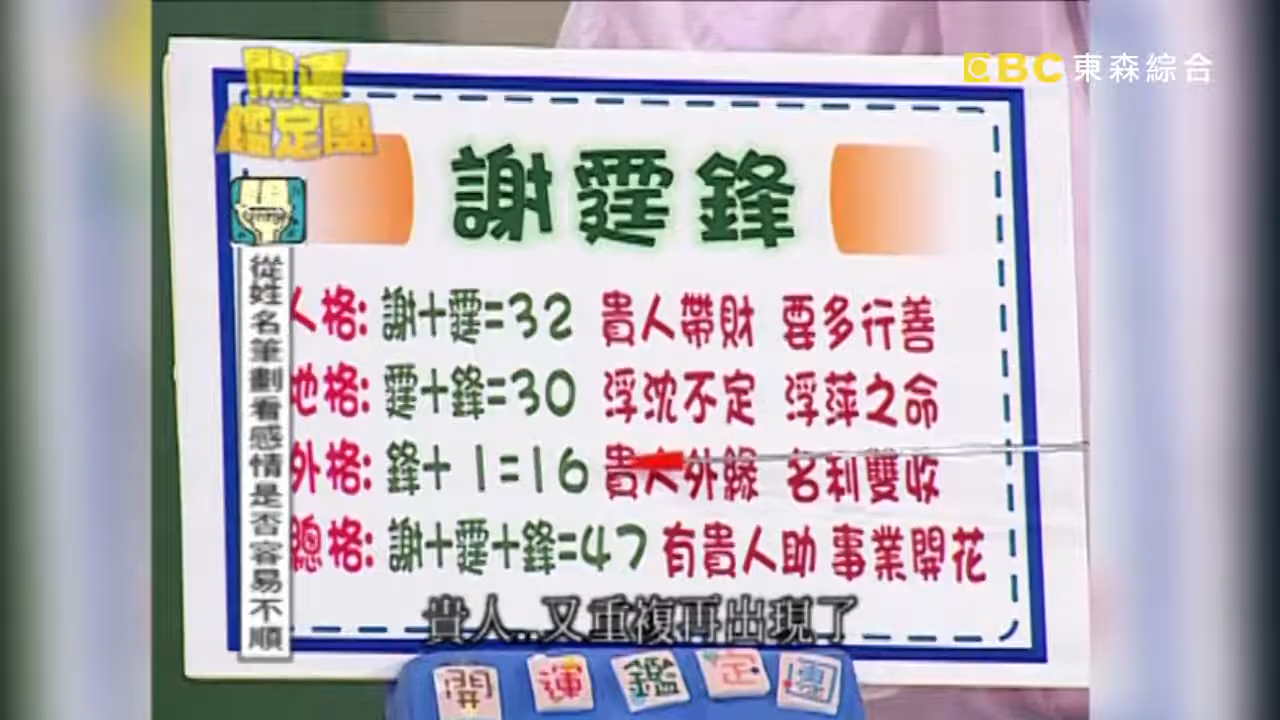 EBC 東森綜合
開運
鑑定團
謝霆鋒
人格: 謝+霆=32 貴人帶財 要多行善
地格: 霆+鋒=30 浮沈不定 浮萍之命
外格: 鋒+1=16 貴人外緣 名利雙收
總格: 謝+霆+鋒=47 有貴人助 事業開花
從姓名筆劃看感情是否容易不順
貴人..又重複再出現了
開運鑑定團